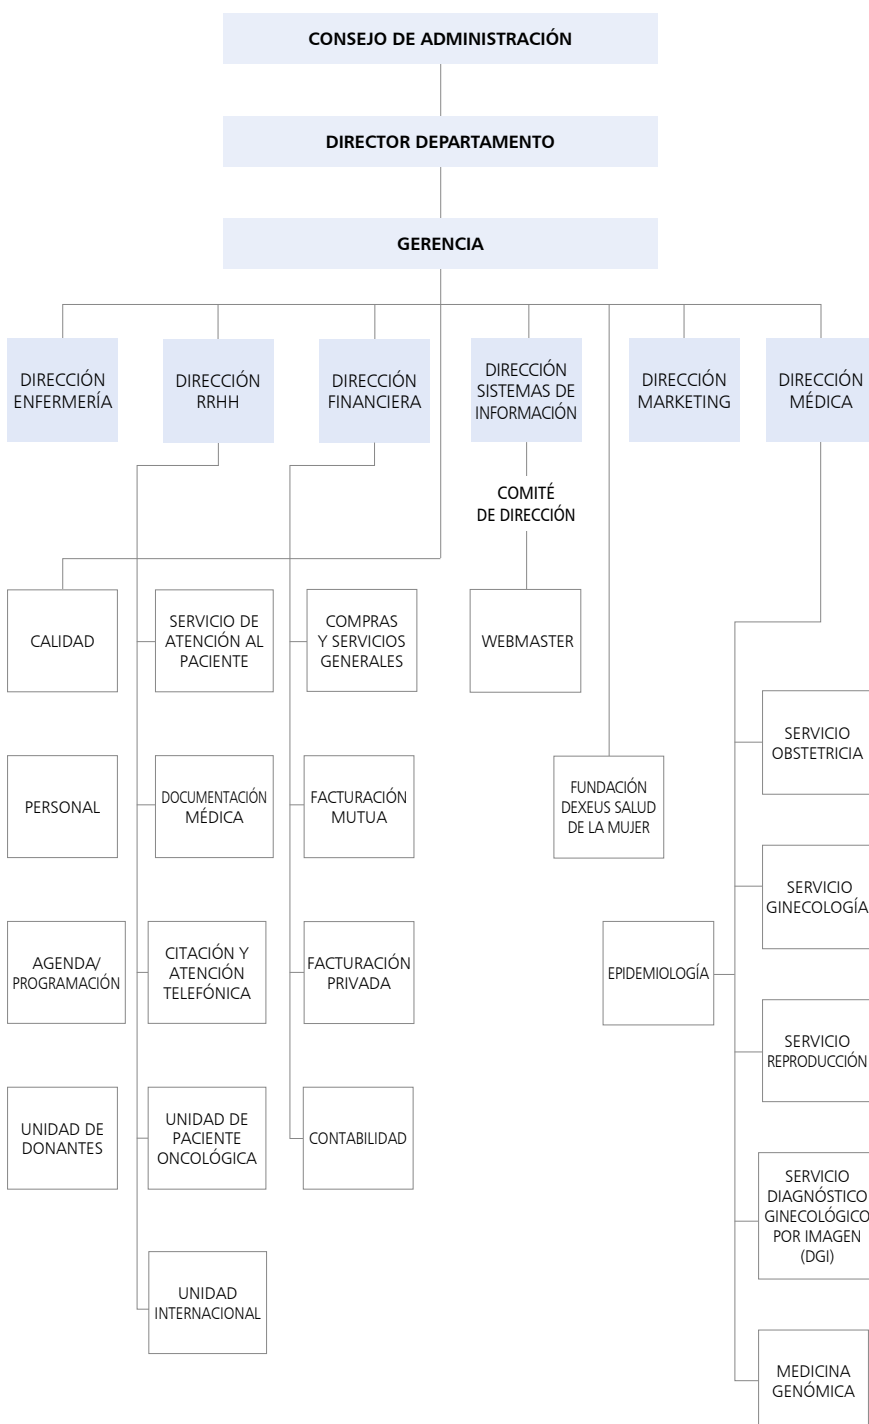 CONSEJO DE ADMINISTRACIÓN
DIRECTOR DEPARTAMENTO
GERENCIA
DIRECCIÓN
ENFERMERÍA
DIRECCIÓN
RRHH
DIRECCIÓN
FINANCIERA
DIRECCIÓN
SISTEMAS DE
INFORMACIÓN
DIRECCIÓN
MARKETING
DIRECCIÓN
MÉDICA
COMITÉ
DE DIRECCIÓN
CALIDAD
SERVICIO DE
ATENCIÓN AL
PACIENTE
COMPRAS
Y SERVICIOS
GENERALES
WEBMASTER
SERVICIO
OBSTETRICIA
PERSONAL
DOCUMENTACIÓN
MÉDICA
FACTURACIÓN
MUTUA
FUNDACIÓN
DEXEUS SALUD
DE LA MUJER
SERVICIO
GINECOLOGÍA
AGENDA/
PROGRAMACIÓN
CITACIÓN Y
ATENCIÓN
TELEFÓNICA
FACTURACIÓN
PRIVADA
EPIDEMIOLOGÍA
SERVICIO
REPRODUCCIÓN
UNIDAD DE
DONANTES
UNIDAD DE
PACIENTE
ONCOLÓGICA
CONTABILIDAD
SERVICIO
DIAGNÓSTICO
GINECOLÓGICO
POR IMAGEN
(DGI)
UNIDAD
INTERNACIONAL
MEDICINA
GENÓMICA